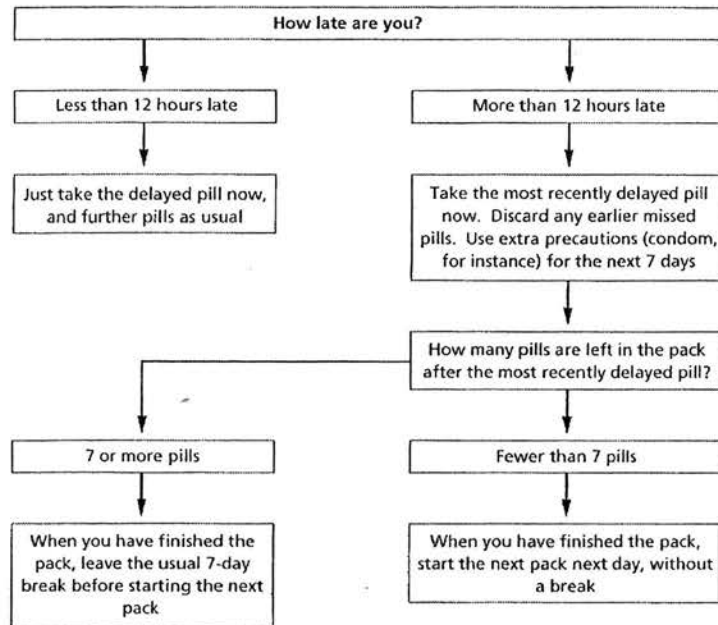 How late are you?
Less than 12 hours late
More than 12 hours late
Just take the delayed pill now,
and further pills as usual
Take the most recently delayed pill
now. Discard any earlier missed
pills. Use extra precautions (condom,
for instance) for the next 7 days
How many pills are left in the pack
after the most recently delayed pill?
7 or more pills
Fewer than 7 pills
When you have finished the
pack, leave the usual 7-day
break before starting the next
pack
When you have finished the pack,
start the next pack next day, without
a break